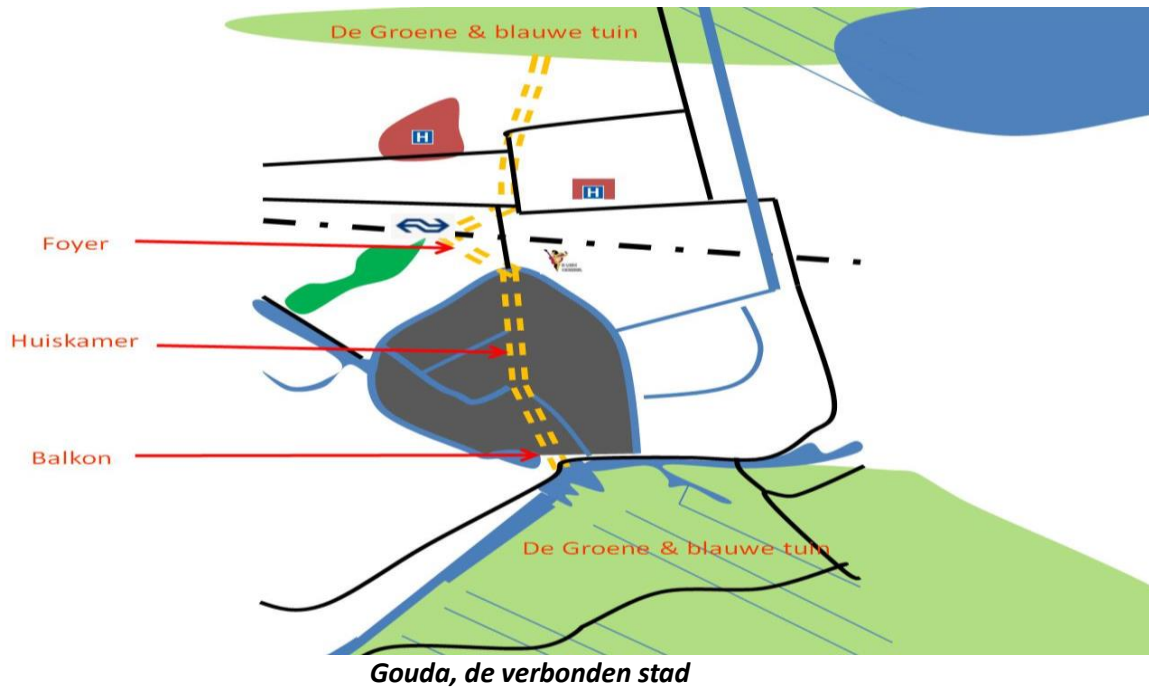 De Groene & blauwe tuin
H
H
Foyer
Huiskamer
Balkon
De Groene & blauwe tuin
Gouda, de verbonden stad